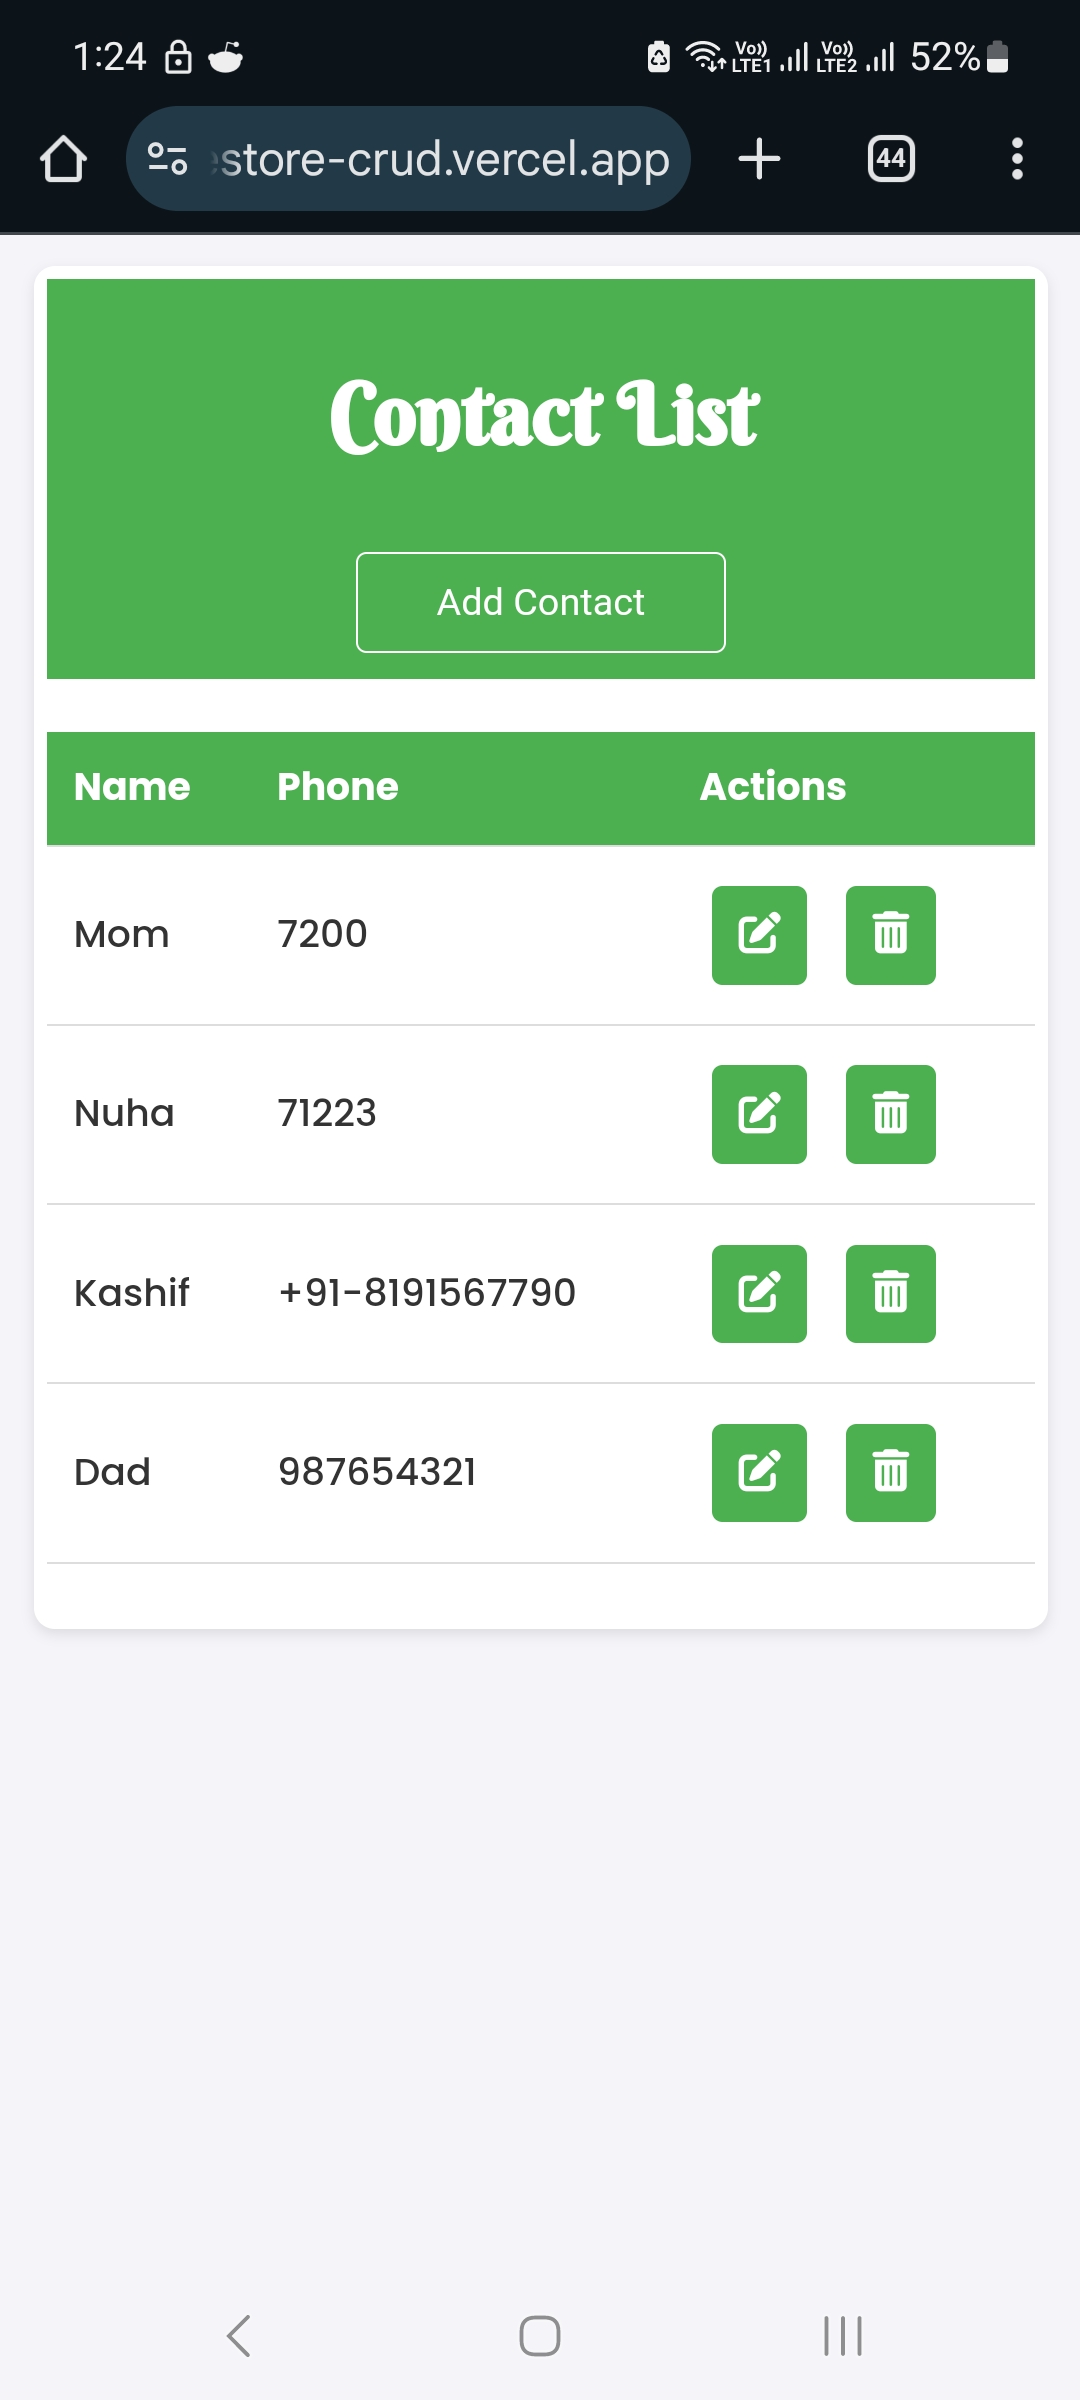 1:24 Vo)) LTE1 Vo)) LTE2 52%
store-crud.vercel.app 44
Contact List
Add Contact
Name Phone Actions
Mom 7200
Nuha 71223
Kashif +91-8191567790
Dad 987654321